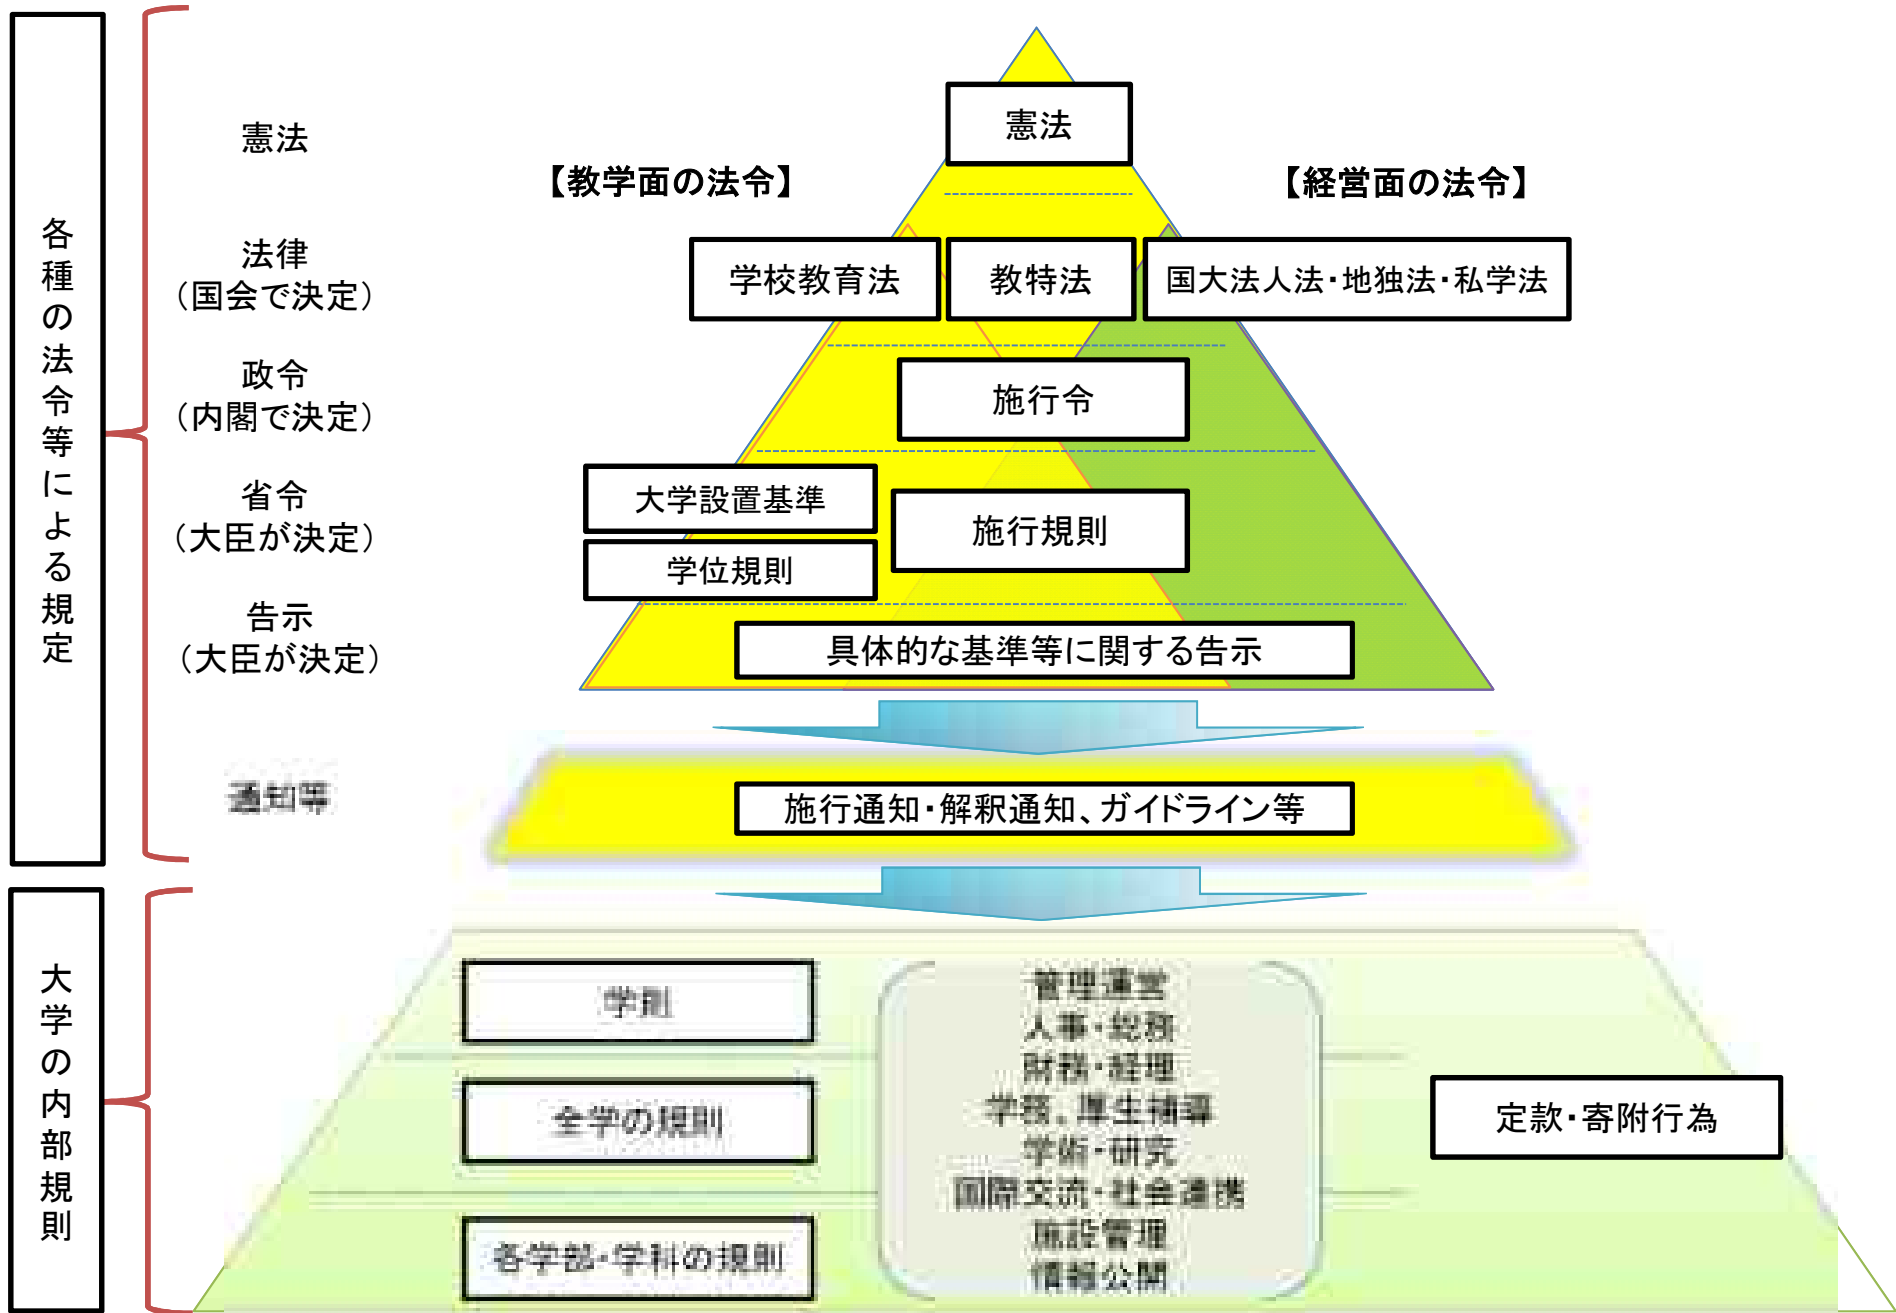 各種の法令等による規定
憲法
法律
（国会で決定）
政令
（内閣で決定）
省令
（大臣が決定）
告示
（大臣が決定）
通知等
憲法
【教学面の法令】
【経営面の法令】
学校教育法
教特法
国大法人法・地独法・私学法
施行令
大学設置基準
学位規則
施行規則
具体的な基準等に関する告示
施行通知・解釈通知、ガイドライン等
大学の内部規則
学則
全学の規則
各学部・学科の規則
管理運営
人事・総務
財務・経理
学務、厚生補導
学術・研究
国際交流・社会連携
施設管理
情報公開
定款・寄附行為